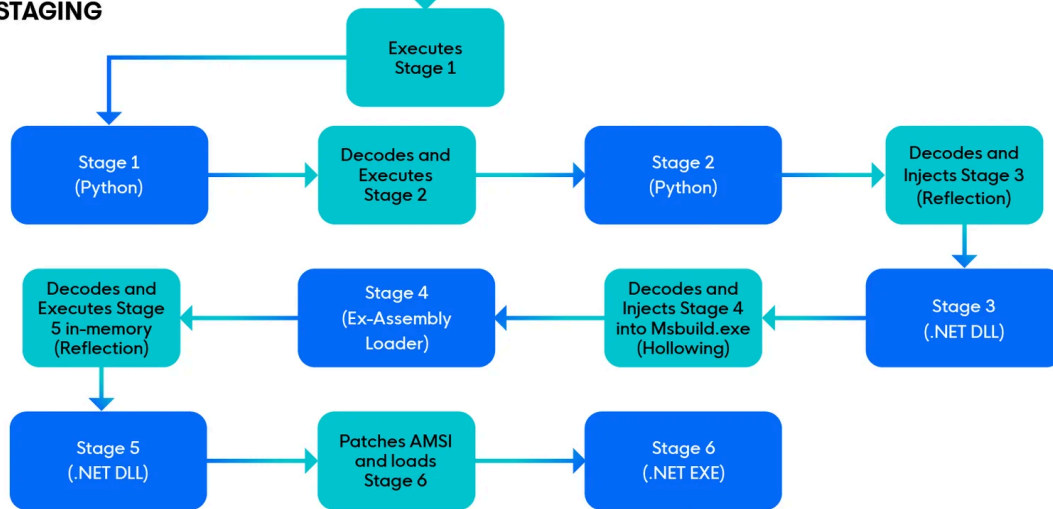 STAGING
Executes
Stage 1
Stage 1
(Python)
Decodes and
Executes
Stage 2
Stage 2
(Python)
Decodes and
Injects Stage 3
(Reflection)
Decodes and
Executes Stage
5 in-memory
(Reflection)
Stage 4
(Ex-Assembly
Loader)
Decodes and
Injects Stage 4
into Msbuild.exe
(Hollowing)
Stage 3
(.NET DLL)
Stage 5
(.NET DLL)
Patches AMSI
and loads
Stage 6
Stage 6
(.NET EXE)